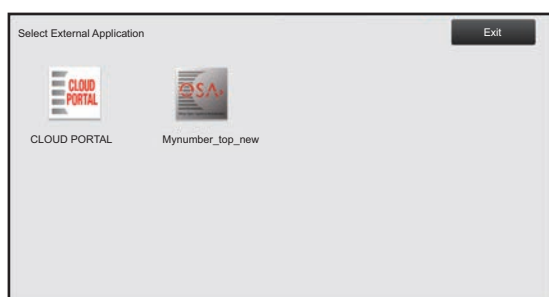 Select External Application
Exit
CLOUD
PORTAL
OSA
CLOUD PORTAL
Mynumber_top_new